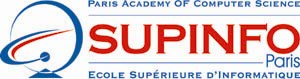 Paris Academy OF Computer Science
SUPINFO
Paris
Ecole Supérieure d'Informatique